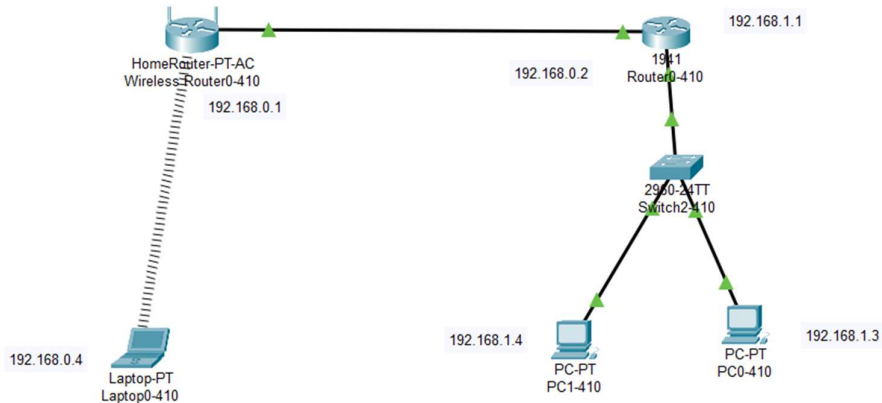 192.168.1.1
HomeRouter-PT-AC
Wireless Router0-410
192.168.0.1
1941
Router0-410
192.168.0.2
2960-24TT
Switch2-410
192.168.0.4
Laptop-PT
Laptop0-410
192.168.1.4
PC-PT
PC1-410
PC-PT
PC0-410
192.168.1.3